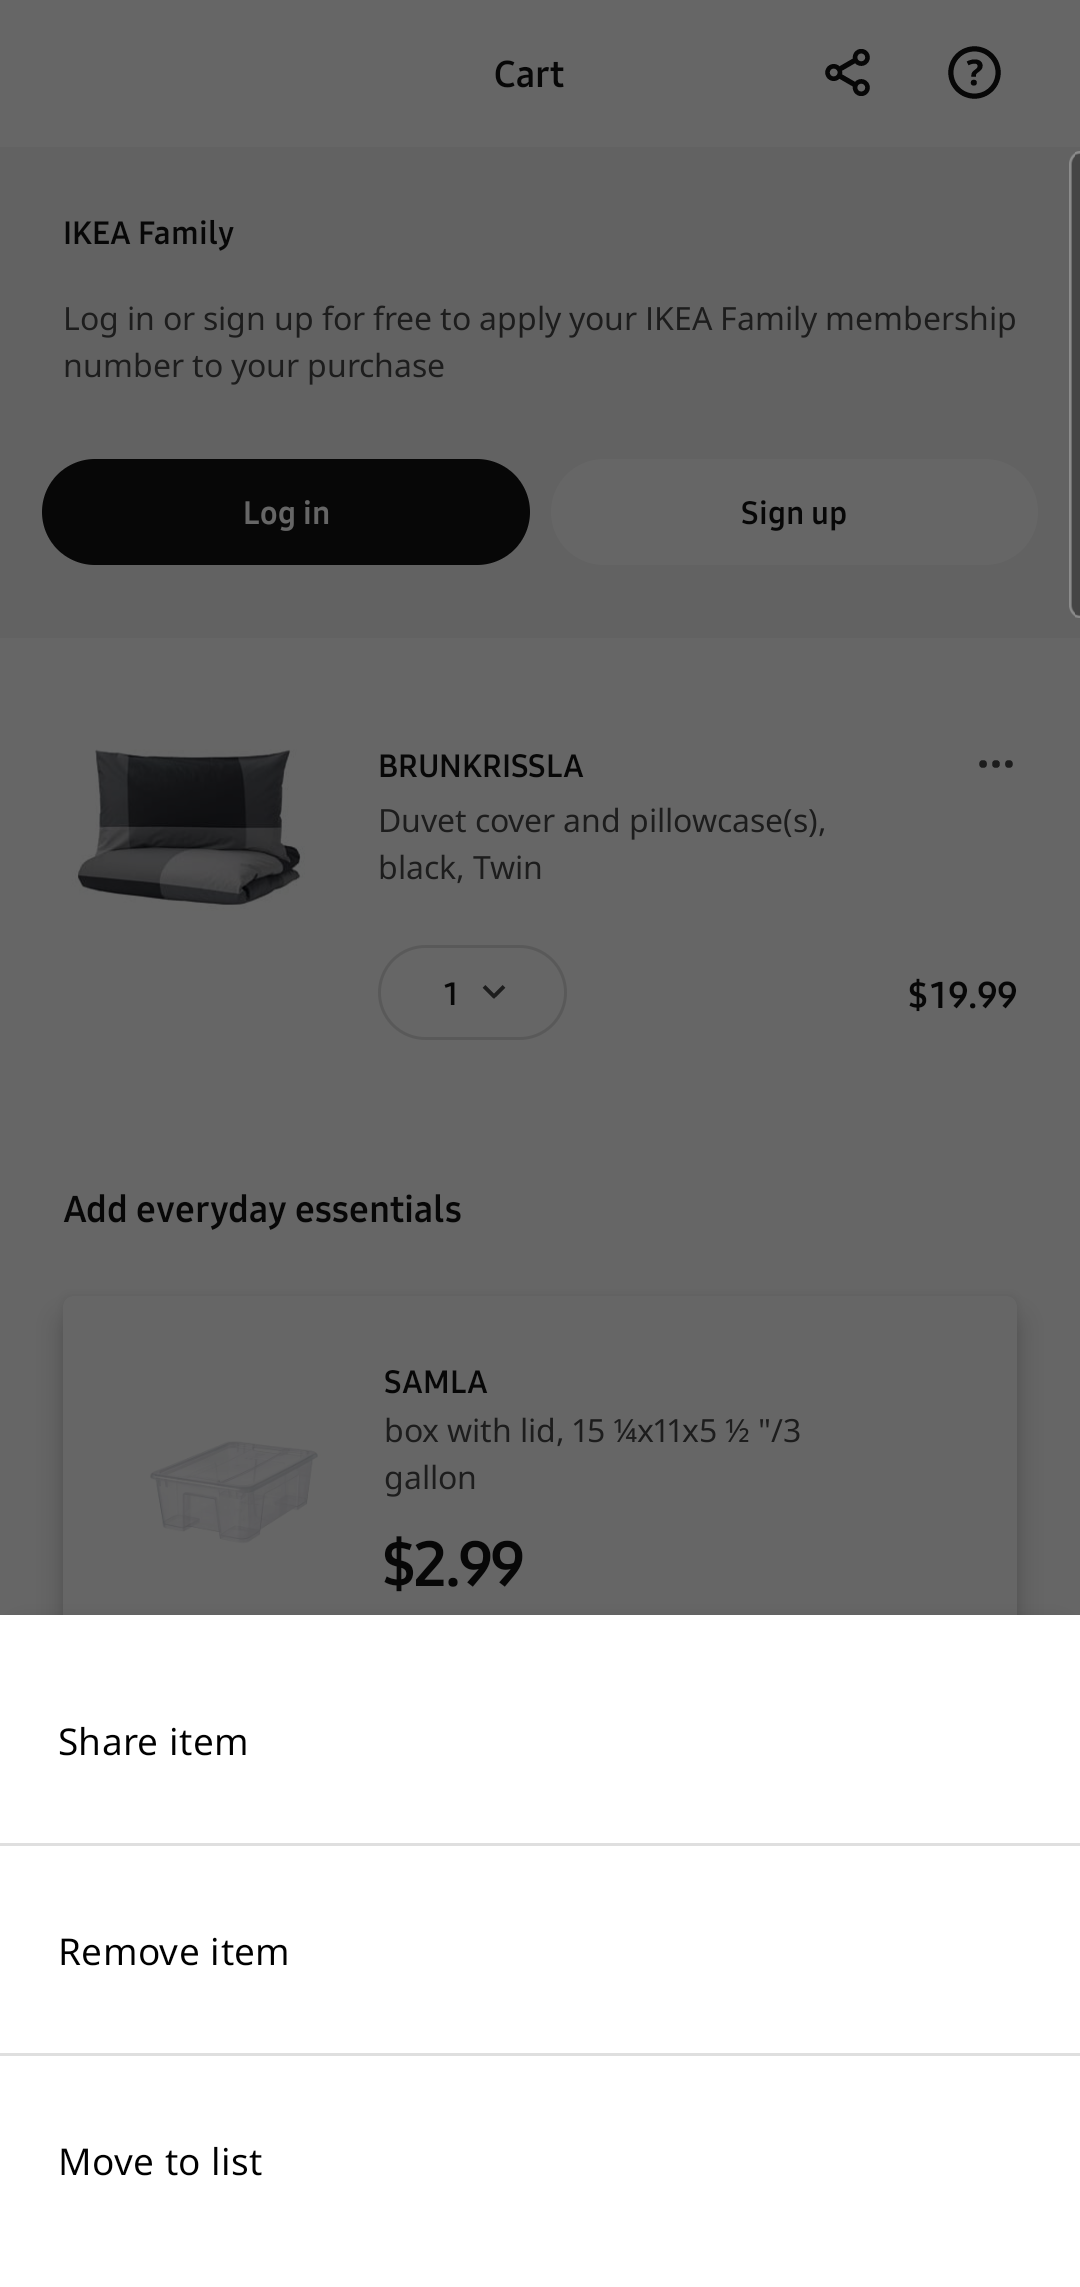 Cart
IKEA Family
Log in or sign up for free to apply your IKEA Family membership
number to your purchase
Log in
Sign up
BRUNKRISSLA
Duvet cover and pillowcase(s),
black, Twin
1
$19.99
Add everyday essentials
SAMLA
box with lid, 15 ¼x11x5 ½ "/3
gallon
$2.99
Share item
Remove item
Move to list